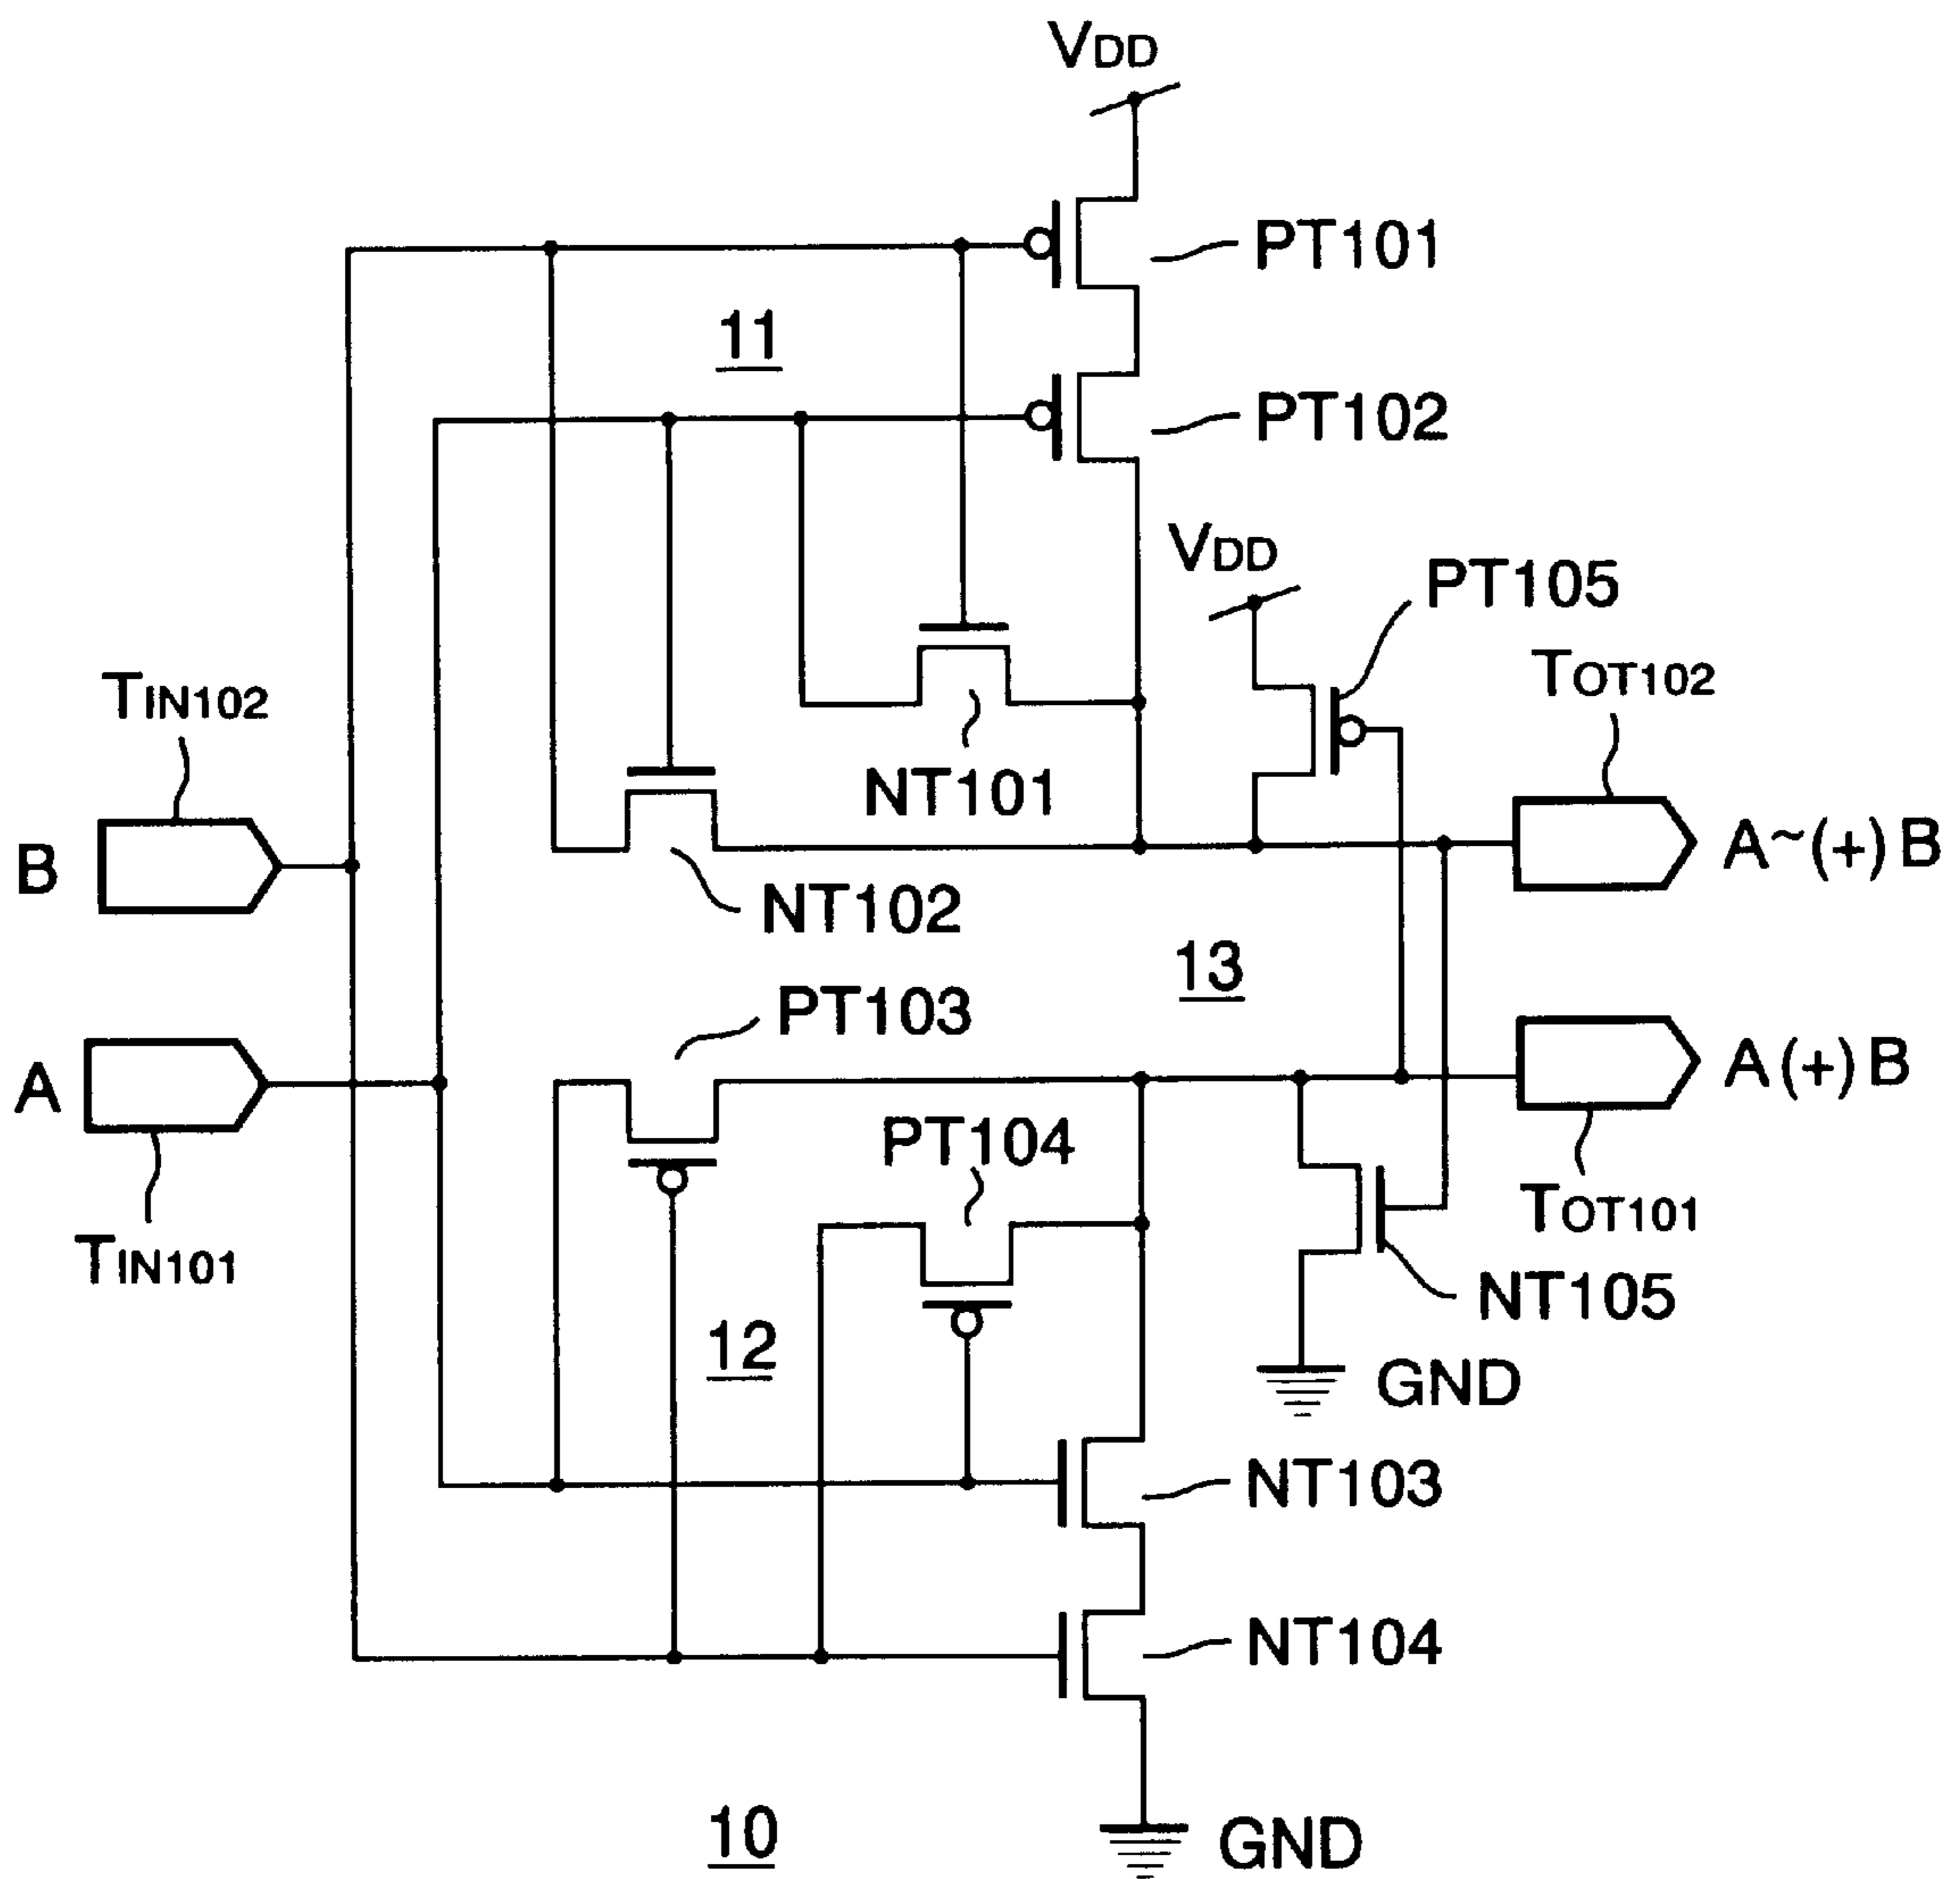 VDD
PT101
11
PT102
VDD
PT105
TOT102
TIN102
NT101
B
A~(+)B
NT102
13
PT103
A
A(+)B
PT104
TOT101
TIN101
NT105
12
GND
NT103
NT104
10
GND